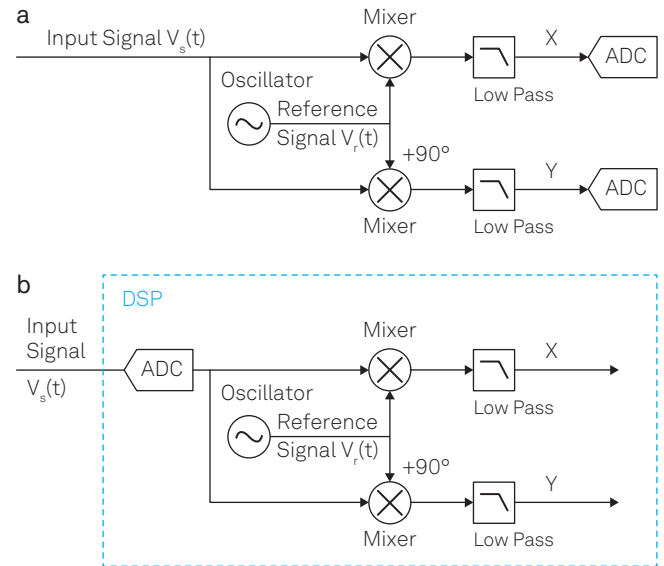 a
Input Signal V_s(t)
Mixer
X
ADC
Low Pass
Oscillator
Reference
Signal V_r(t)
+90°
Y
ADC
Mixer
Low Pass
b
DSP
Input
Signal
V_s(t)
ADC
Mixer
X
Low Pass
Oscillator
Reference
Signal V_r(t)
+90°
Y
Mixer
Low Pass